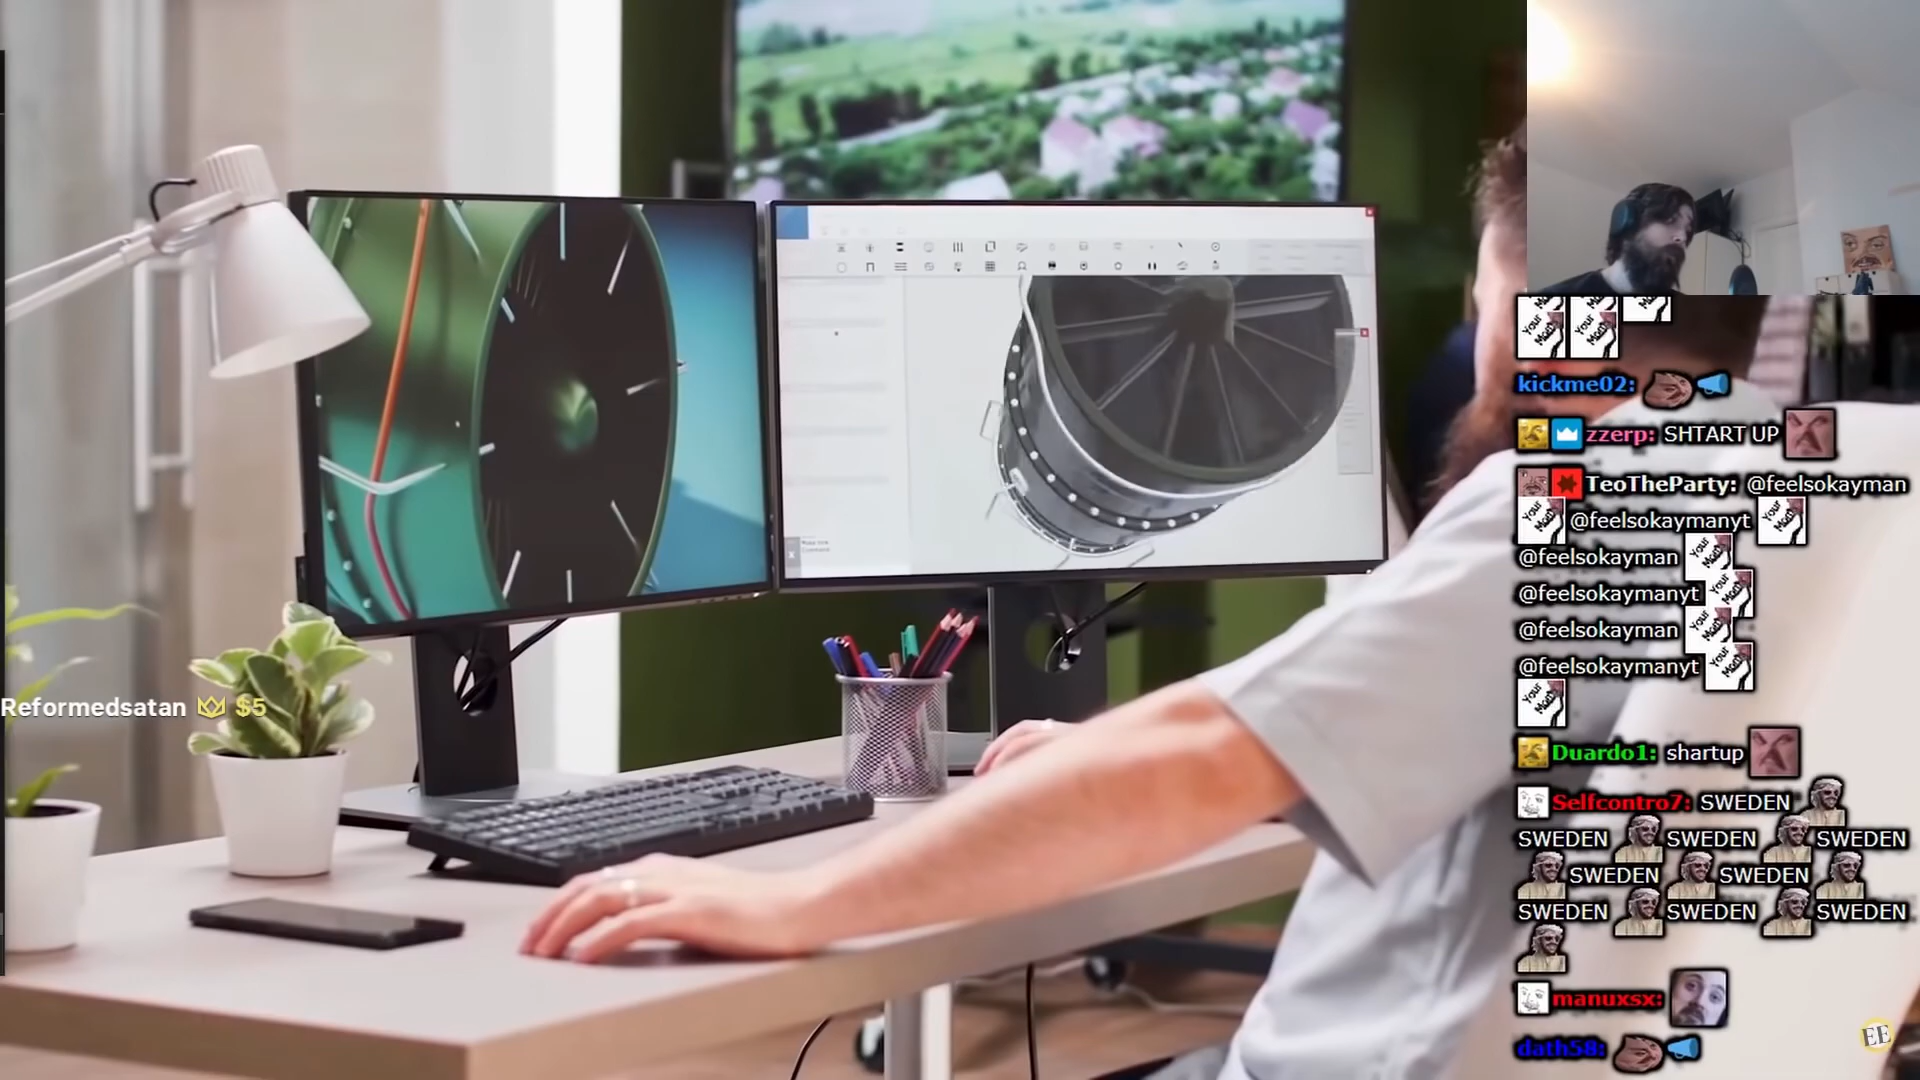 kickme02:
zzerp: SHTART UP
TeoTheParty: @feelsokayman
@feelsokaymanyt
@feelsokayman
@feelsokaymanyt
@feelsokayman
@feelsokaymanyt
Reformedsatan $5
Duardo1: shartup
Selfcontro7: SWEDEN
SWEDEN SWEDEN SWEDEN
SWEDEN SWEDEN
SWEDEN SWEDEN SWEDEN
manuxsx:
dath58:
EE